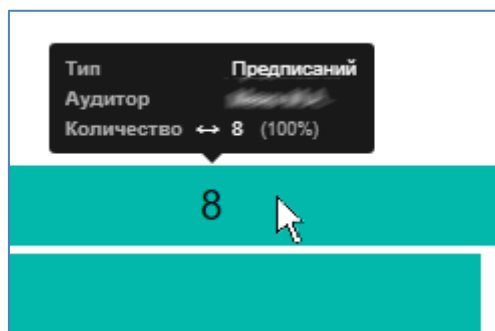 Тип Предписаний
Аудитор
Количество ↔ 8 (100%)
8